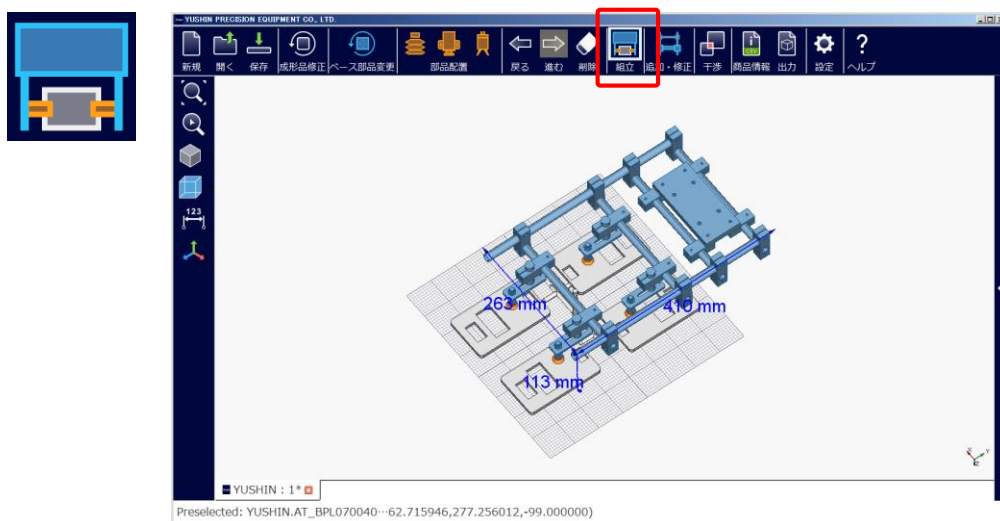 YUSHIN PRECISION EQUIPMENT CO., LTD.
新規 開く 保存 成形品修正 ベース部品変更 部品配置 戻る 進む 削除 組立 追加・修正 干渉 商品情報 出力 設定 ヘルプ
CSV
?
123
263 mm
410 mm
113 mm
YUSHIN : 1*
Preselected: YUSHIN.AT_BPL070040…62.715946,277.256012,-99.000000)